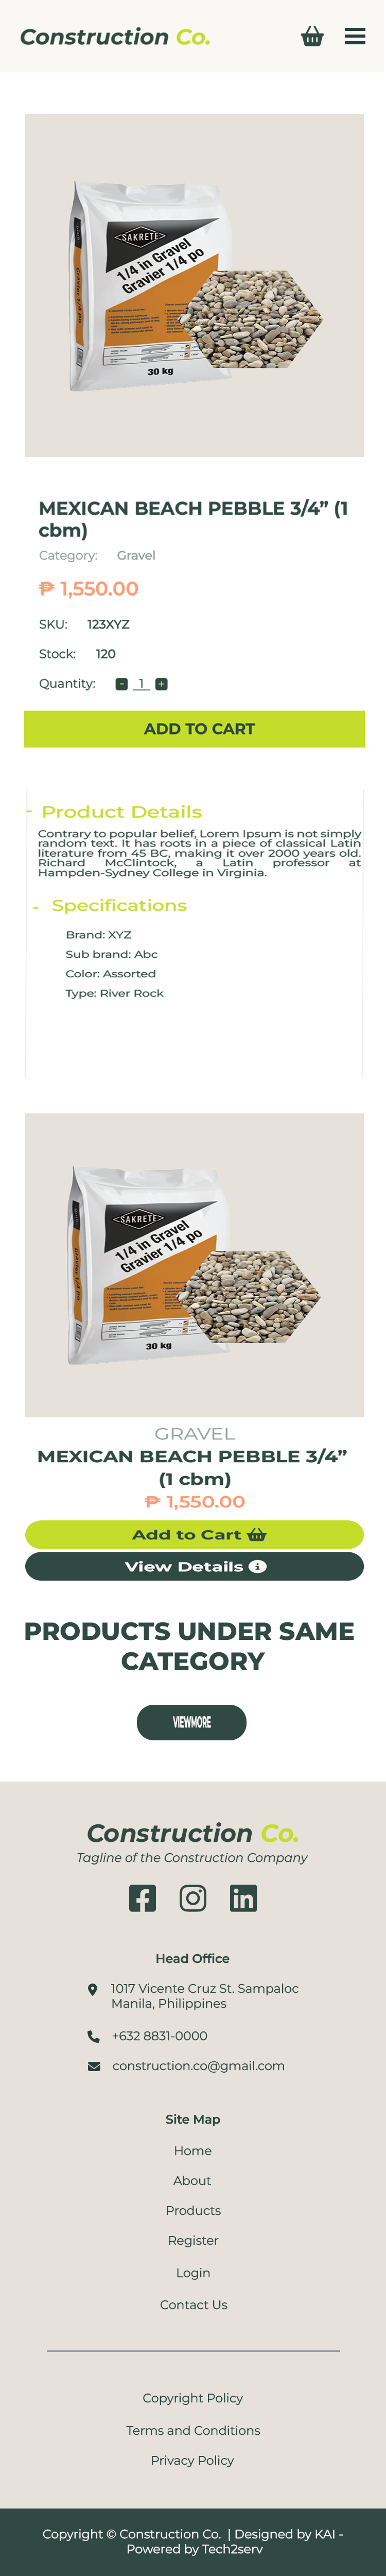 Construction Co.
SAKRETE
1/4 in Gravel
Gravier 1/4 po
30 kg
MEXICAN BEACH PEBBLE 3/4” (1
cbm)
Category: Gravel
₱ 1,550.00
SKU: 123XYZ
Stock: 120
Quantity: - 1 +
ADD TO CART
- Product Details
Contrary to popular belief, Lorem Ipsum is not simply
random text. It has roots in a piece of classical Latin
literature from 45 BC, making it over 2000 years old.
Richard McClintock, a Latin professor at
Hampden-Sydney College in Virginia.
- Specifications
Brand: XYZ
Sub brand: Abc
Color: Assorted
Type: River Rock
SAKRETE
1/4 in Gravel
Gravier 1/4 po
30 kg
GRAVEL
MEXICAN BEACH PEBBLE 3/4”
(1 cbm)
₱ 1,550.00
Add to Cart
View Details
PRODUCTS UNDER SAME
CATEGORY
VIEWMORE
Construction Co.
Tagline of the Construction Company
Head Office
1017 Vicente Cruz St. Sampaloc
Manila, Philippines
+632 8831-0000
construction.co@gmail.com
Site Map
Home
About
Products
Register
Login
Contact Us
Copyright Policy
Terms and Conditions
Privacy Policy
Copyright © Construction Co. | Designed by KAI -
Powered by Tech2serv